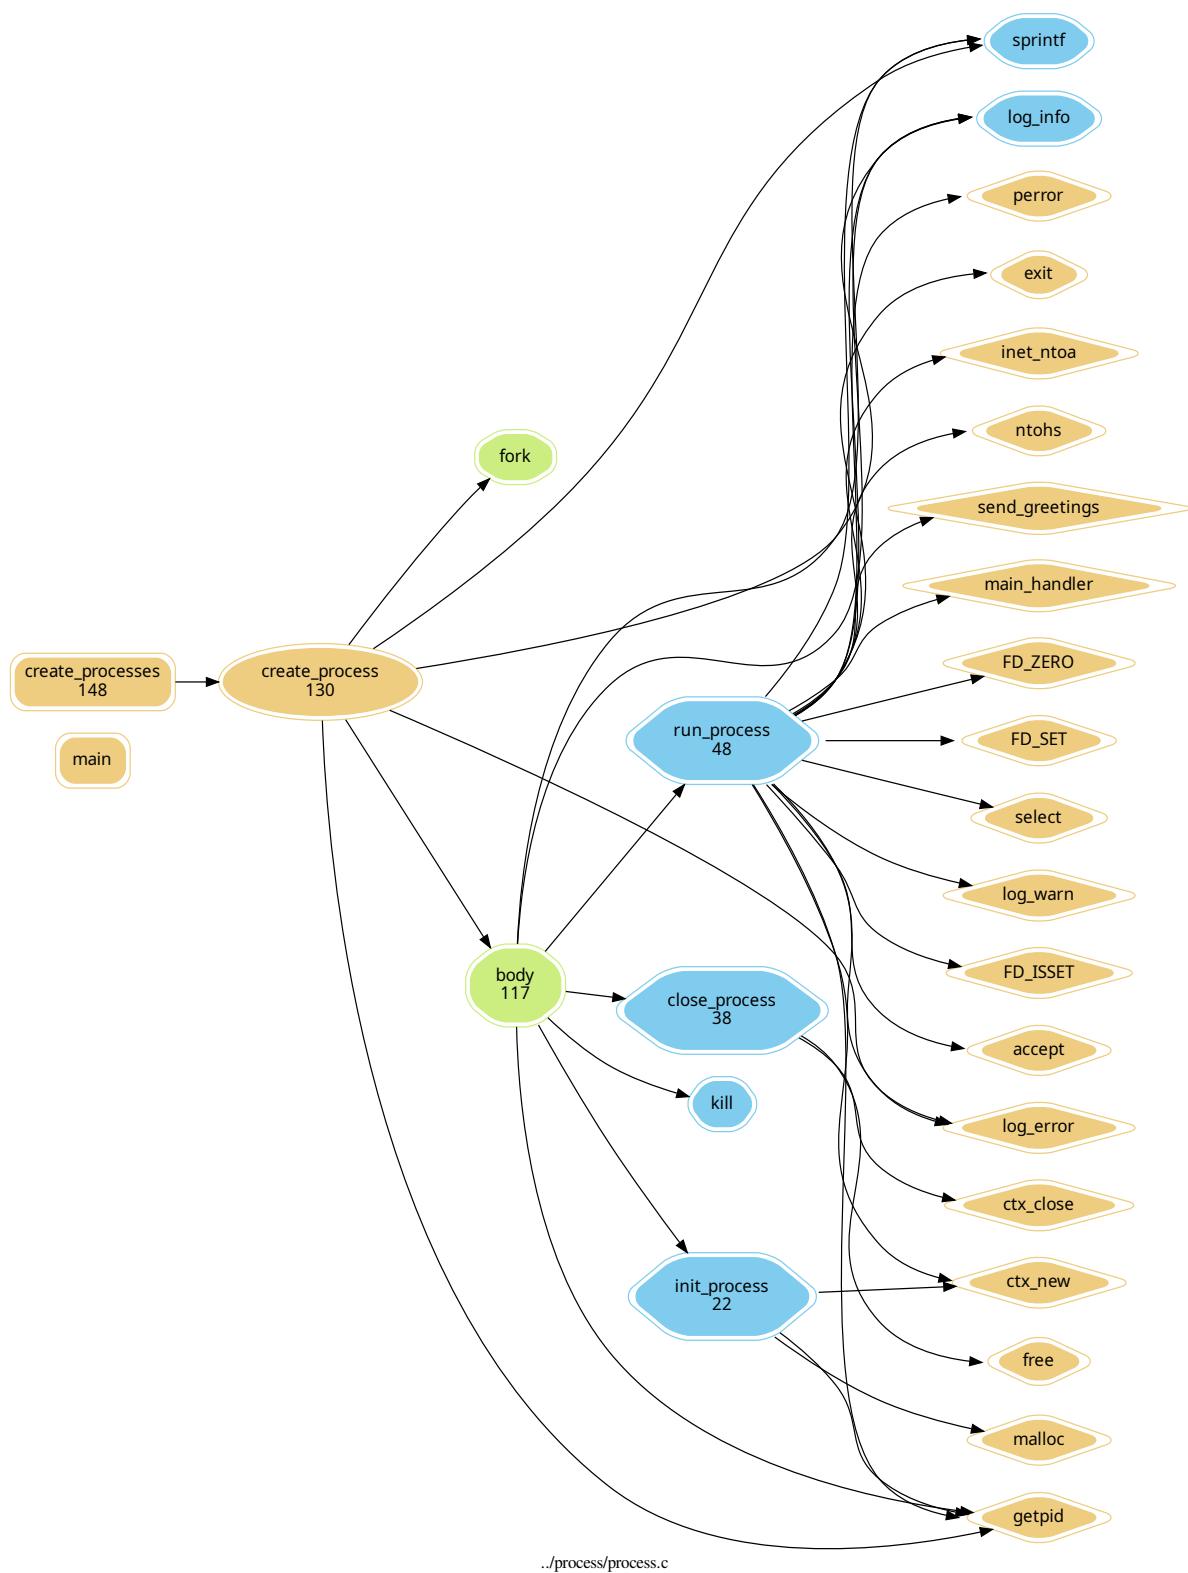 create_processes
148
main
create_process
130
fork
body
117
run_process
48
close_process
38
kill
init_process
22
sprintf
log_info
perror
exit
inet_ntoa
ntohs
send_greetings
main_handler
FD_ZERO
FD_SET
select
log_warn
FD_ISSET
accept
log_error
ctx_close
ctx_new
free
malloc
getpid
../process/process.c